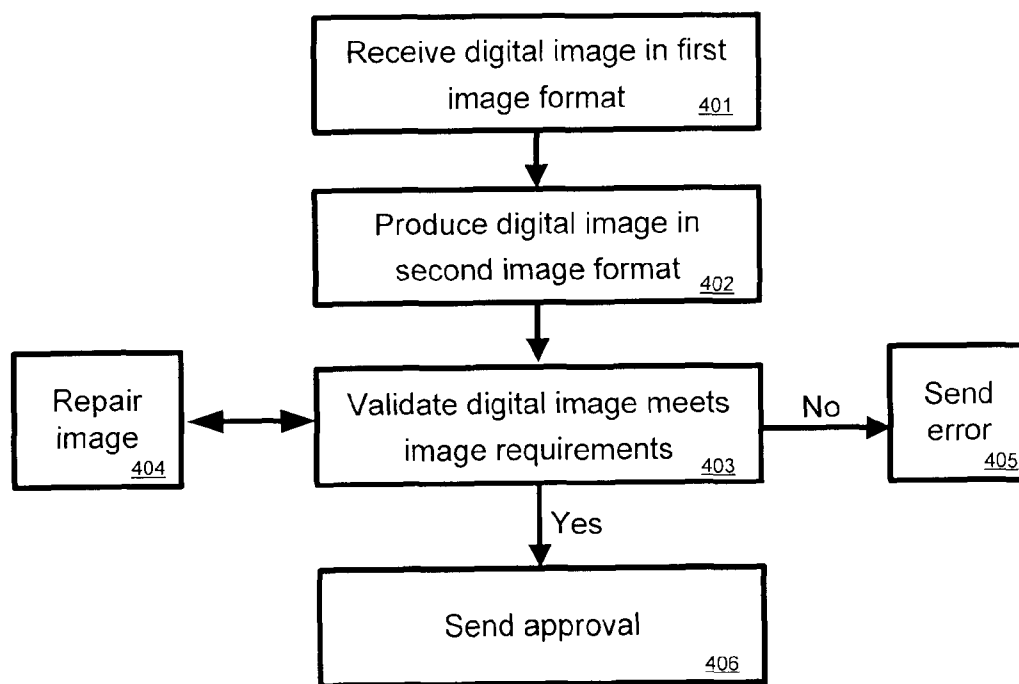 Receive digital image in first
image format
401
Produce digital image in
second image format
402
Repair
image
404
Validate digital image meets
image requirements
403
No
Send
error
405
Yes
Send approval
406